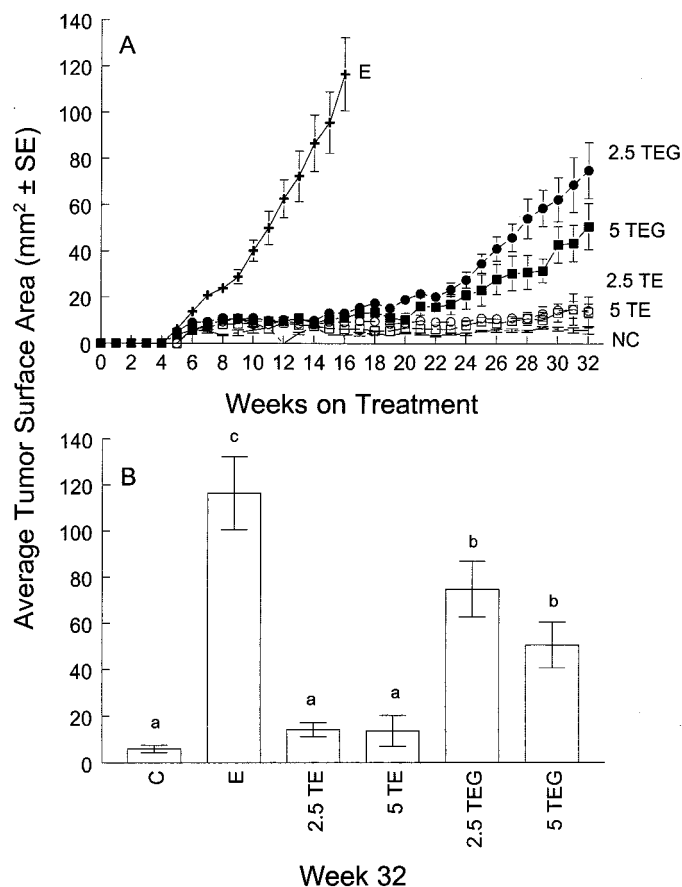 Average Tumor Surface Area (mm² ± SE)
140
120
100
80
60
40
20
0
A
E
2.5 TEG
5 TEG
2.5 TE
5 TE
NC
0 2 4 6 8 10 12 14 16 18 20 22 24 26 28 30 32
Weeks on Treatment
140
120
100
80
60
40
20
0
B
a
c
a
a
b
b
C
E
2.5 TE
5 TE
2.5 TEG
5 TEG
Week 32